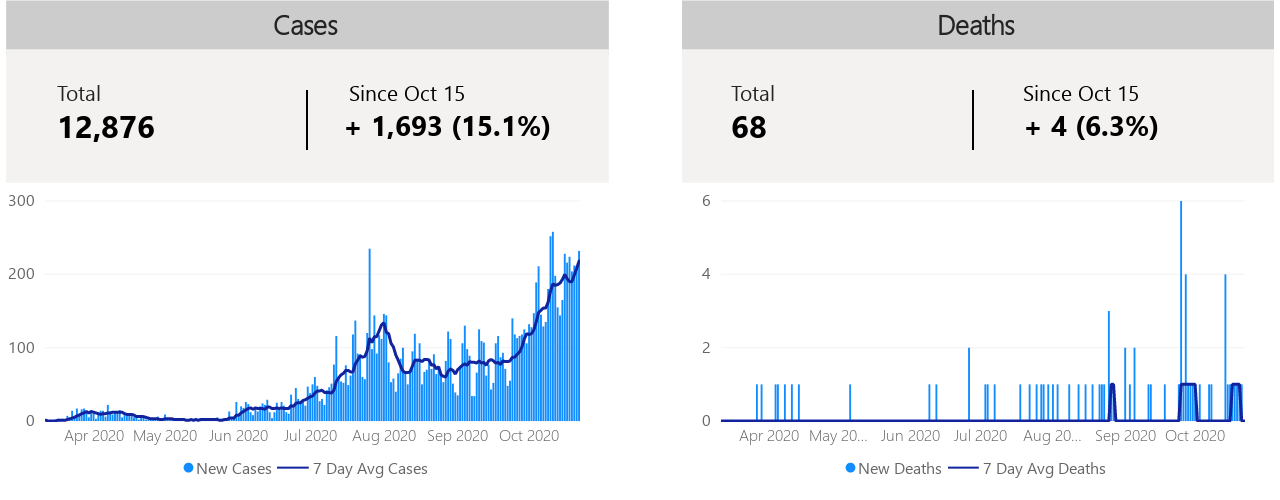 Cases
Total
12,876
Since Oct 15
+ 1,693 (15.1%)
300
200
100
0
Apr 2020 May 2020 Jun 2020 Jul 2020 Aug 2020 Sep 2020 Oct 2020
New Cases 7 Day Avg Cases
Deaths
Total
68
Since Oct 15
+ 4 (6.3%)
6
4
2
0
Apr 2020 May 20... Jun 2020 Jul 2020 Aug 20... Sep 2020 Oct 2020
New Deaths 7 Day Avg Deaths